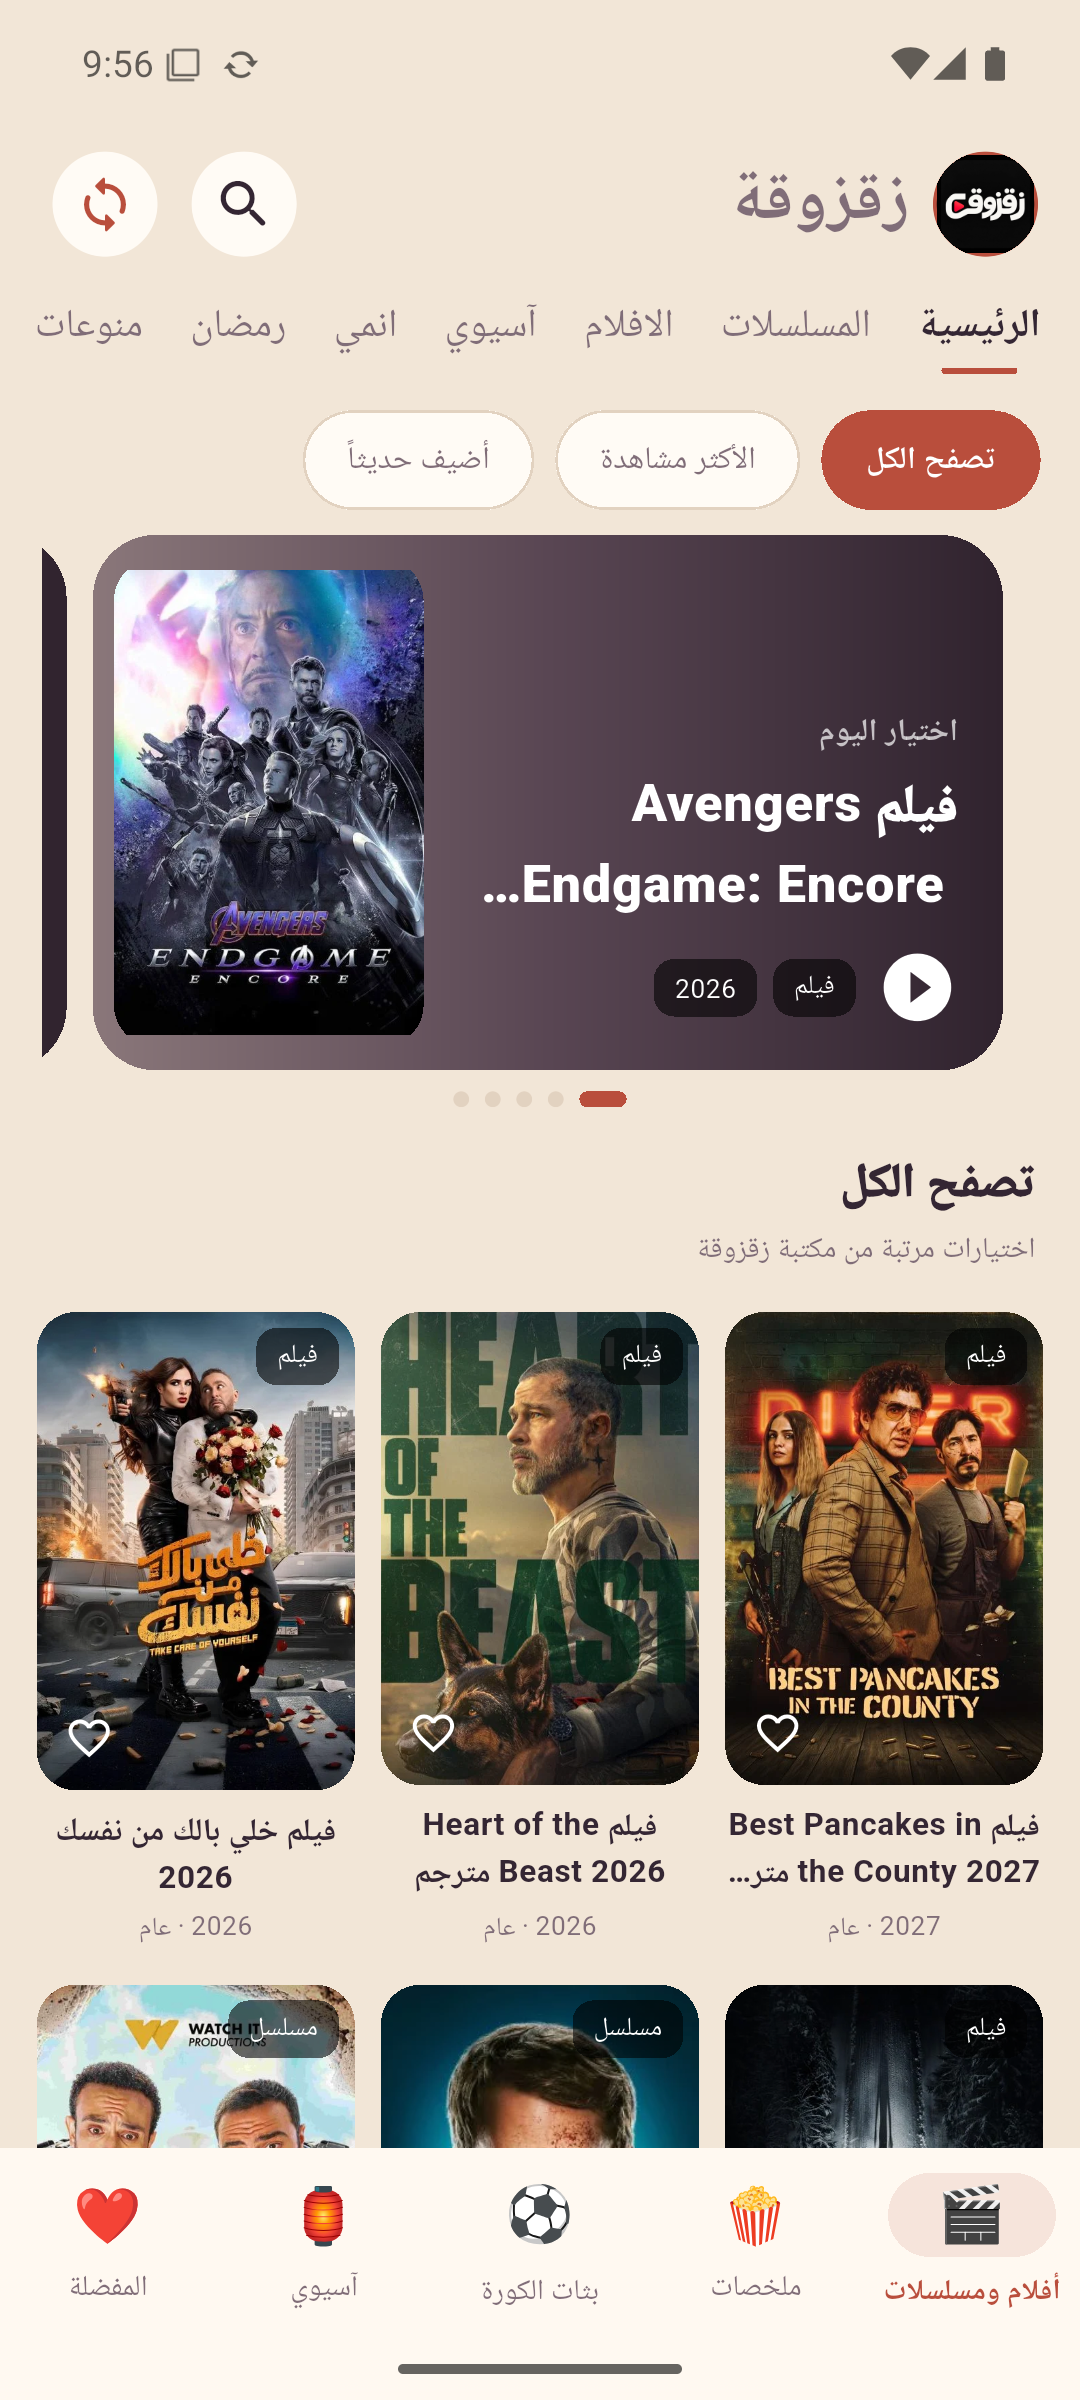 9:56
زقزوقة
زقزوقة
الرئيسية
المسلسلات
الافلام
آسيوي
انمي
رمضان
منوعات
تصفح الكل
الأكثر مشاهدة
أضيف حديثاً
اختيار اليوم
فيلم Avengers
Endgame: Encore...
فيلم
2026
AVENGERS
ENDGAME
ENCORE
تصفح الكل
اختيارات مرتبة من مكتبة زقزوقة
فيلم
DINER
BEST PANCAKES
IN THE COUNTY
فيلم Best Pancakes in
the County 2027 متر...
2027 · عام
فيلم
HEART
OF
THE
BEAST
فيلم Heart of the
Beast 2026 مترجم
2026 · عام
فيلم
خلي بالك
من
نفسك
TAKE CARE OF YOURSELF
فيلم خلي بالك من نفسك
2026
2026 · عام
فيلم
مسلسل
مسلسل
WATCH IT
PRODUCTIONS
أفلام ومسلسلات
ملخصات
بثات الكورة
آسيوي
المفضلة